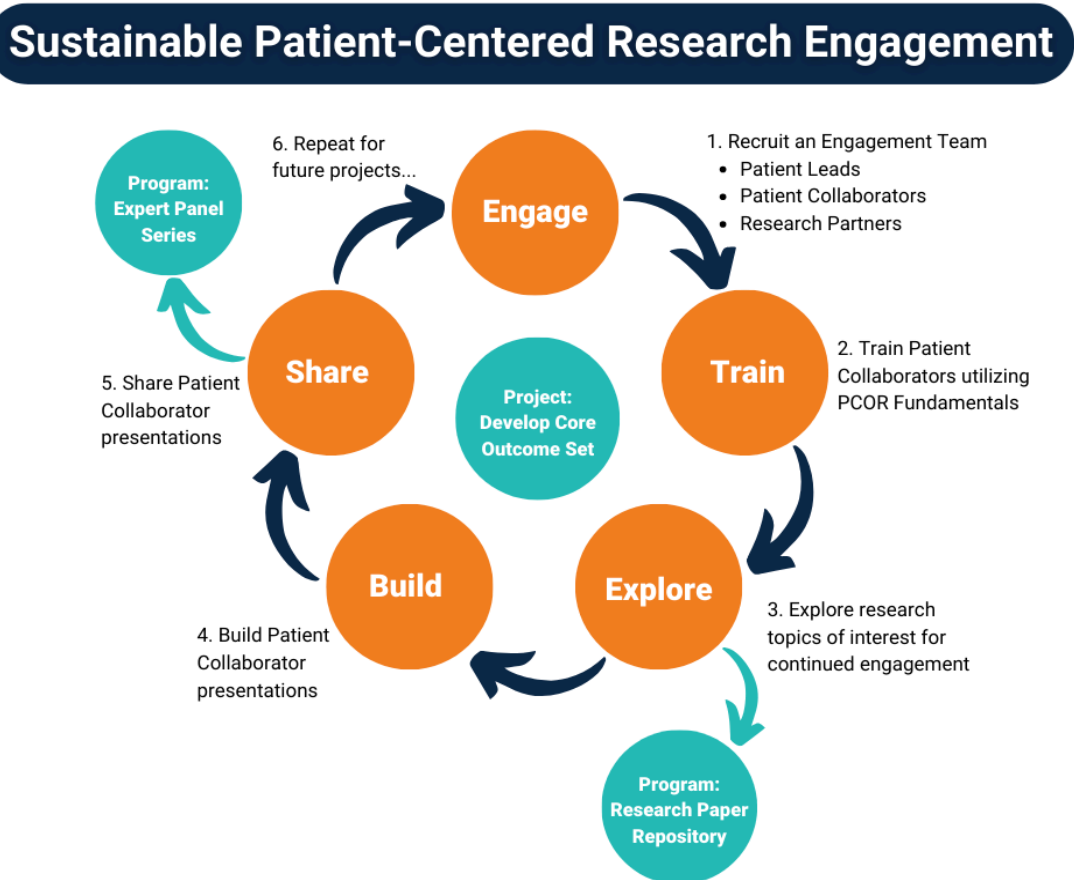 Sustainable Patient-Centered Research Engagement
Engage
1. Recruit an Engagement Team
• Patient Leads
• Patient Collaborators
• Research Partners
Train
2. Train Patient
Collaborators utilizing
PCOR Fundamentals
Explore
3. Explore research
topics of interest for
continued engagement
Program:
Research Paper
Repository
Build
4. Build Patient
Collaborator
presentations
Share
5. Share Patient
Collaborator
presentations
Program:
Expert Panel
Series
6. Repeat for
future projects...
Project:
Develop Core
Outcome Set